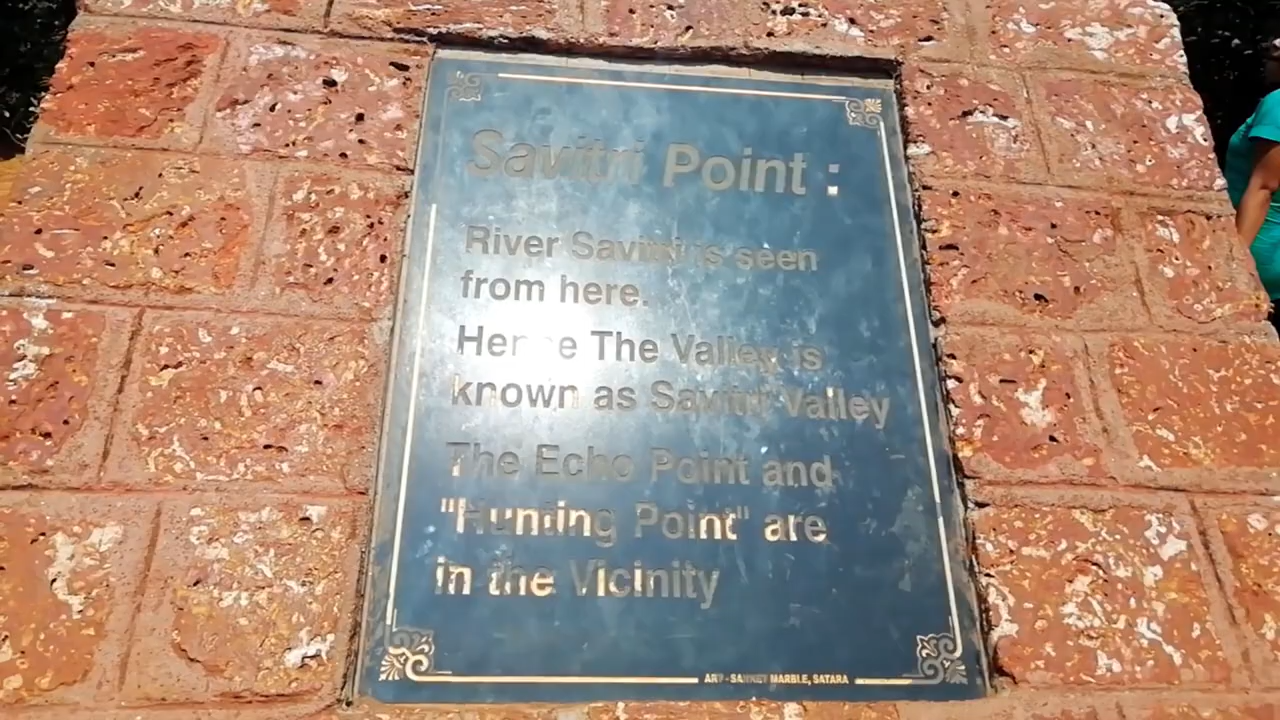 Savitri Point :
River Savitri is seen
from here.
Hence The Valley is
known as Savitri Valley
The Echo Point and
"Hunting Point" are
in the Vicinity
ART - SANKET MARBLE, SATARA